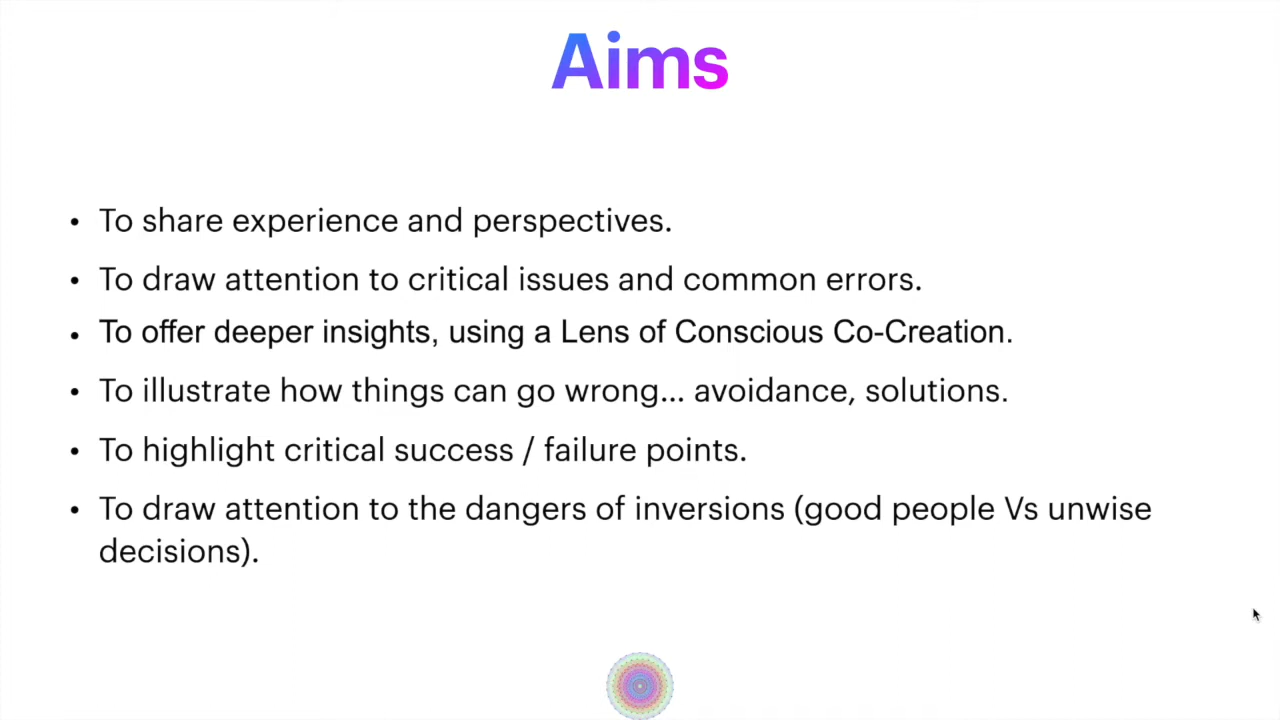 Aims
• To share experience and perspectives.
• To draw attention to critical issues and common errors.
• To offer deeper insights, using a Lens of Conscious Co-Creation.
• To illustrate how things can go wrong... avoidance, solutions.
• To highlight critical success / failure points.
• To draw attention to the dangers of inversions (good people Vs unwise
decisions).